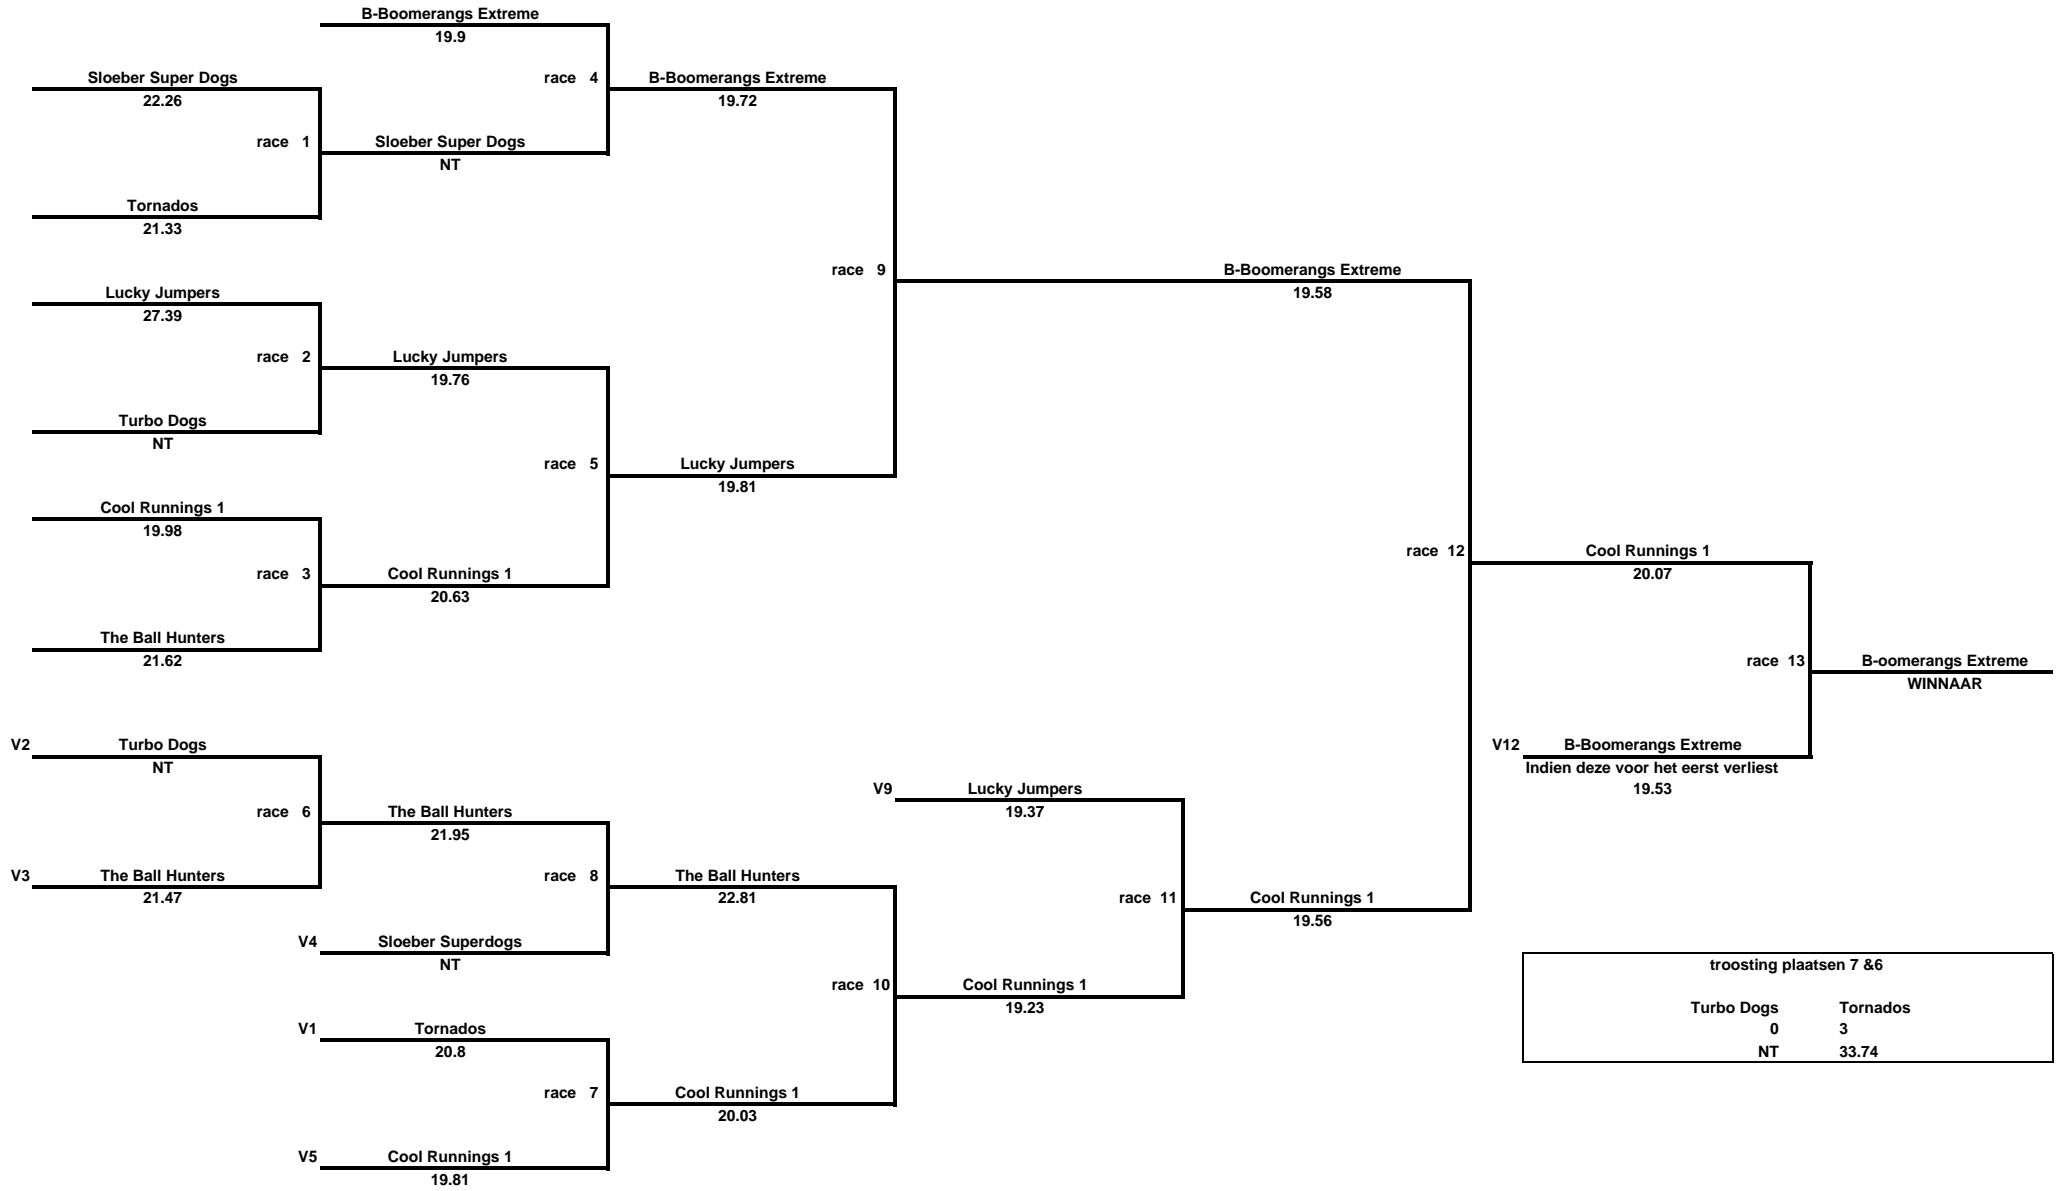 B-Boomerangs Extreme
19.9
Sloeber Super Dogs
22.26
race 4
B-Boomerangs Extreme
19.72
race 1
Sloeber Super Dogs
NT
Tornados
21.33
race 9
B-Boomerangs Extreme
19.58
Lucky Jumpers
27.39
race 2
Lucky Jumpers
19.76
Turbo Dogs
NT
race 5
Lucky Jumpers
19.81
Cool Runnings 1
19.98
race 3
Cool Runnings 1
20.63
The Ball Hunters
21.62
race 12
Cool Runnings 1
20.07
race 13
B-oomerangs Extreme
WINNAAR
V12 B-Boomerangs Extreme
Indien deze voor het eerst verliest
19.53
V2 Turbo Dogs
NT
race 6
The Ball Hunters
21.95
V3 The Ball Hunters
21.47
race 8
The Ball Hunters
22.81
V4 Sloeber Superdogs
NT
V9 Lucky Jumpers
19.37
race 11
Cool Runnings 1
19.56
race 10
Cool Runnings 1
19.23
V1 Tornados
20.8
race 7
Cool Runnings 1
20.03
V5 Cool Runnings 1
19.81
troosting plaatsen 7 &6
Turbo Dogs Tornados
0 3
NT 33.74